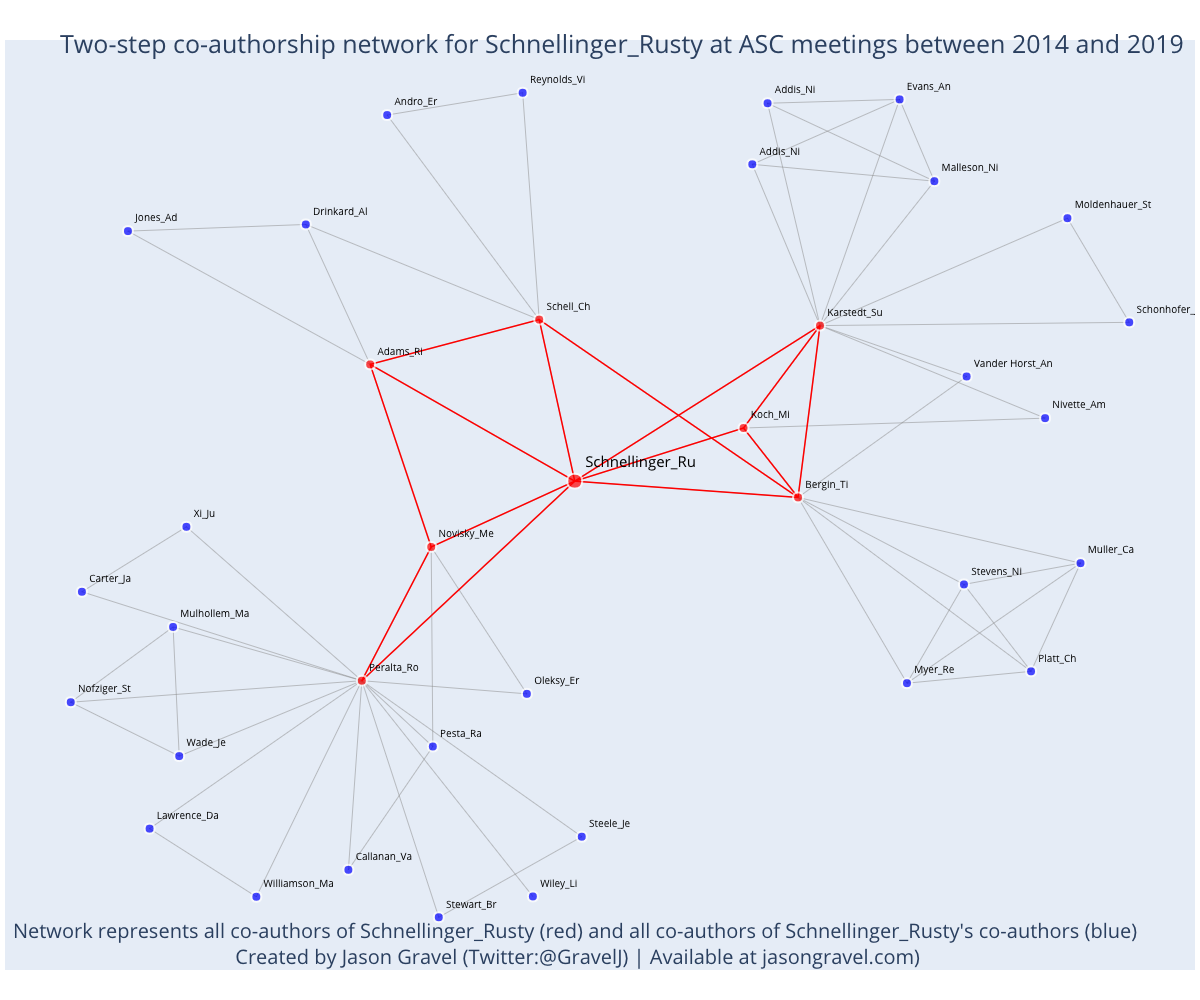 Two-step co-authorship network for Schnellinger_Rusty at ASC meetings between 2014 and 2019
Reynolds_Vi
Andro_Er
Evans_An
Addis_Ni
Addis_Ni
Malleson_Ni
Moldenhauer_St
Drinkard_Al
Jones_Ad
Schell_Ch
Karstedt_Su
Schonhofer_
Adams_Ri
Vander Horst_An
Nivette_Am
Koch_Mi
Schnellinger_Ru
Bergin_Ti
Xi_Ju
Novisky_Me
Muller_Ca
Stevens_Ni
Carter_Ja
Mulhollem_Ma
Platt_Ch
Myer_Re
Peralta_Ro
Oleksy_Er
Nofziger_St
Pesta_Ra
Wade_Je
Lawrence_Da
Steele_Je
Callanan_Va
Williamson_Ma
Wiley_Li
Stewart_Br
Network represents all co-authors of Schnellinger_Rusty (red) and all co-authors of Schnellinger_Rusty's co-authors (blue)
Created by Jason Gravel (Twitter:@GravelJ) | Available at jasongravel.com)